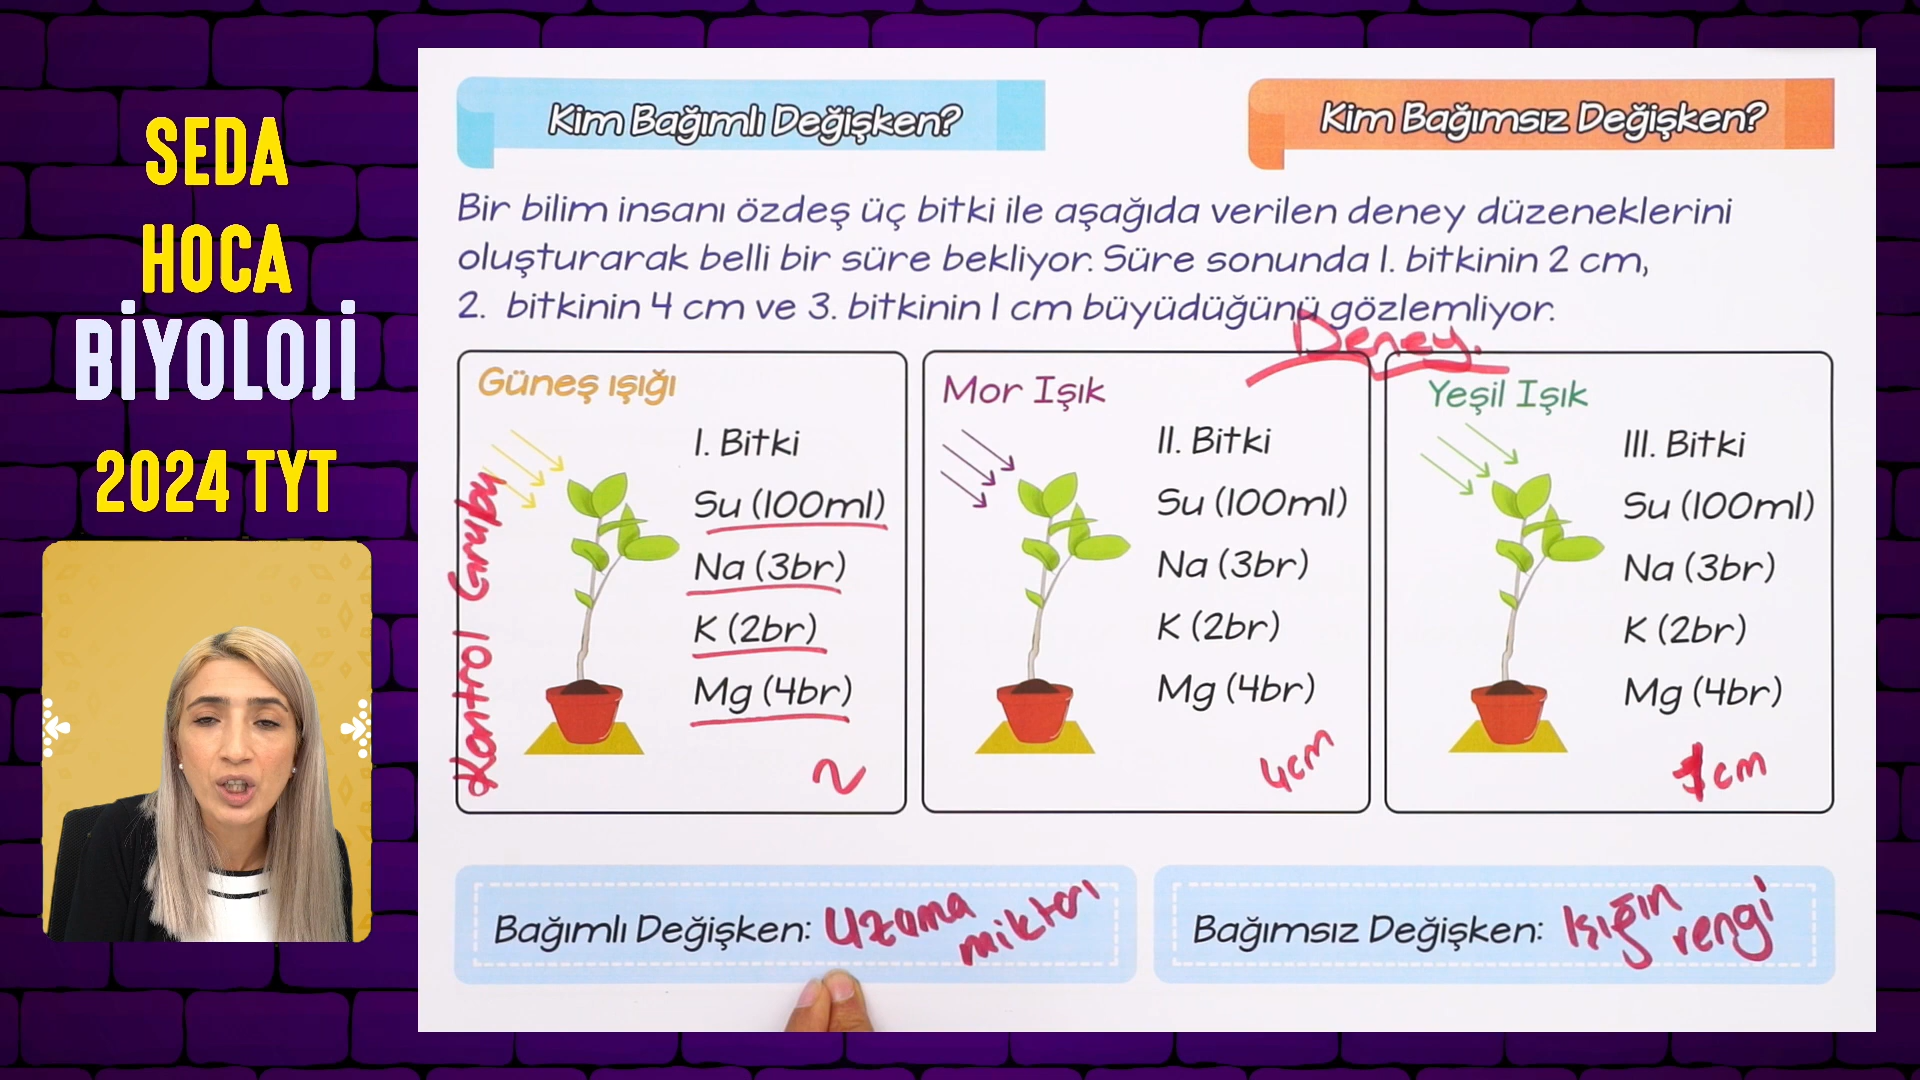 SEDA
HOCA
BİYOLOJİ
2024 TYT
Kim Bağımlı Değişken?
Kim Bağımsız Değişken?
Bir bilim insanı özdeş üç bitki ile aşağıda verilen deney düzeneklerini
oluşturarak belli bir süre bekliyor. Süre sonunda 1. bitkinin 2 cm,
2. bitkinin 4 cm ve 3. bitkinin 1 cm büyüdüğünü gözlemliyor.
Deney.
Güneş ışığı
I. Bitki
Su (100ml)
Na (3br)
K (2br)
Mg (4br)
Kontrol Grubu
2
Mor Işık
II. Bitki
Su (100ml)
Na (3br)
K (2br)
Mg (4br)
4cm
Yeşil Işık
III. Bitki
Su (100ml)
Na (3br)
K (2br)
Mg (4br)
1cm
Bağımlı Değişken: Uzama
miktarı
Bağımsız Değişken: Işığın
rengi